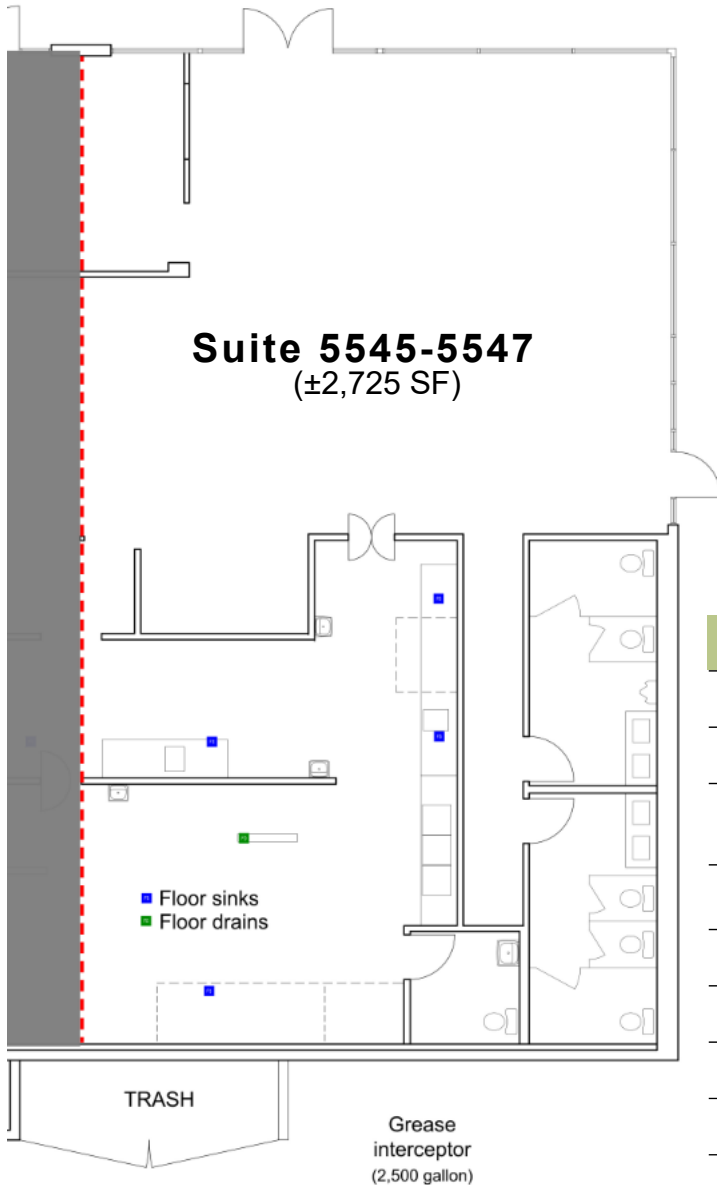 Suite 5545-5547
(±2,725 SF)
Floor sinks
Floor drains
TRASH
Grease
interceptor
(2,500 gallon)